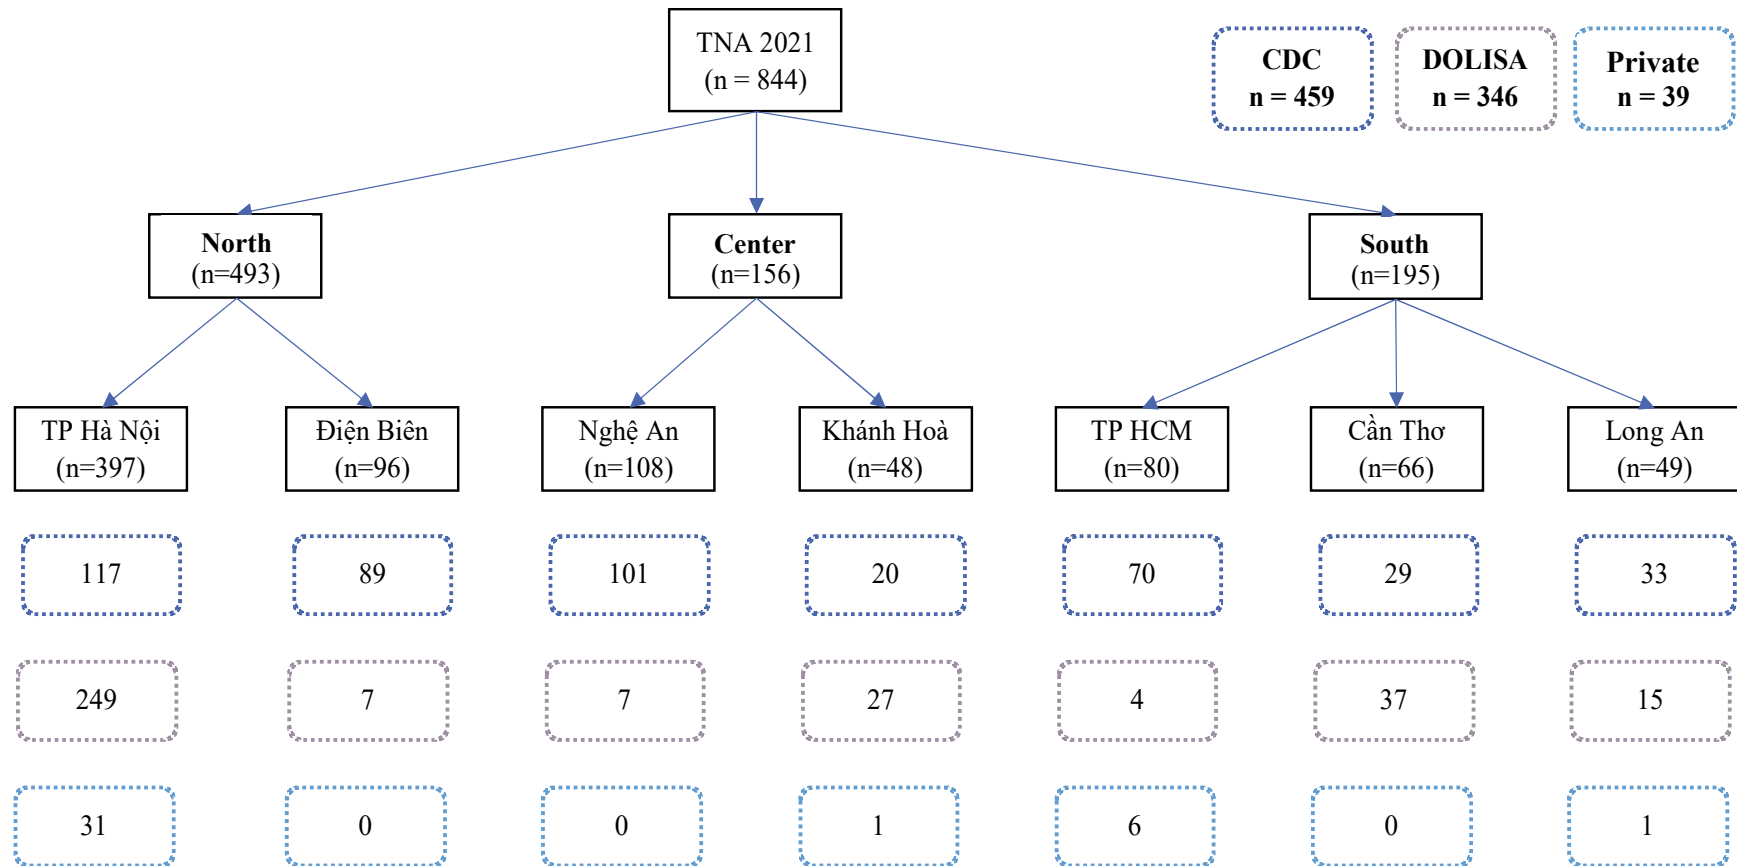 TNA 2021
(n = 844)
CDC
n = 459
DOLISA
n = 346
Private
n = 39
North
(n=493)
Center
(n=156)
South
(n=195)
TP Hà Nội
(n=397)
Điện Biên
(n=96)
Nghệ An
(n=108)
Khánh Hoà
(n=48)
TP HCM
(n=80)
Cần Thơ
(n=66)
Long An
(n=49)
117
89
101
20
70
29
33
249
7
7
27
4
37
15
31
0
0
1
6
0
1